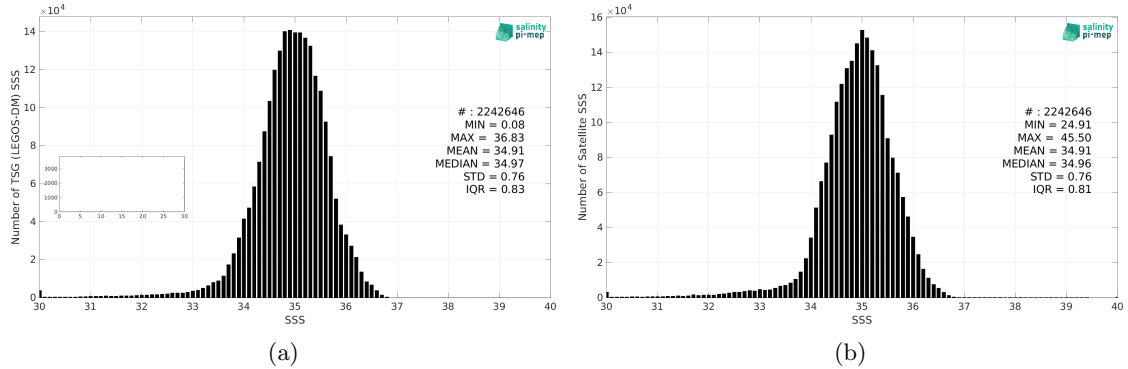 ×10⁴
14
12
10
8
6
4
2
0
30 31 32 33 34 35 36 37 38 39 40
SSS
Number of TSG (LEGOS-DM) SSS
3000
2000
1000
0
0 5 10 15 20 25 30
salinity
pi-mep
# : 2242646
MIN = 0.08
MAX = 36.83
MEAN = 34.91
MEDIAN = 34.97
STD = 0.76
IQR = 0.83
(a)
×10⁴
16
14
12
10
8
6
4
2
0
30 31 32 33 34 35 36 37 38 39 40
SSS
Number of Satellite SSS
salinity
pi-mep
# : 2242646
MIN = 24.91
MAX = 45.50
MEAN = 34.91
MEDIAN = 34.96
STD = 0.76
IQR = 0.81
(b)